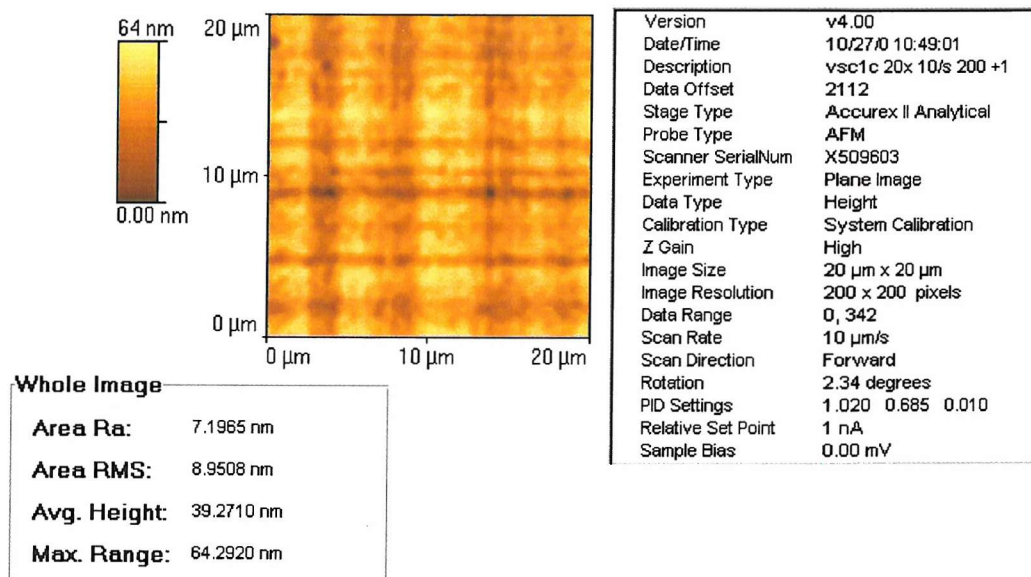 64 nm
0.00 nm
20 µm
10 µm
0 µm
0 µm
10 µm
20 µm
Version v4.00
Date/Time 10/27/0 10:49:01
Description vsc1c 20x 10/s 200 +1
Data Offset 2112
Stage Type Accurex II Analytical
Probe Type AFM
Scanner SerialNum X509603
Experiment Type Plane Image
Data Type Height
Calibration Type System Calibration
Z Gain High
Image Size 20 µm x 20 µm
Image Resolution 200 x 200 pixels
Data Range 0, 342
Scan Rate 10 µm/s
Scan Direction Forward
Rotation 2.34 degrees
PID Settings 1.020 0.685 0.010
Relative Set Point 1 nA
Sample Bias 0.00 mV
Whole Image
Area Ra: 7.1965 nm
Area RMS: 8.9508 nm
Avg. Height: 39.2710 nm
Max. Range: 64.2920 nm